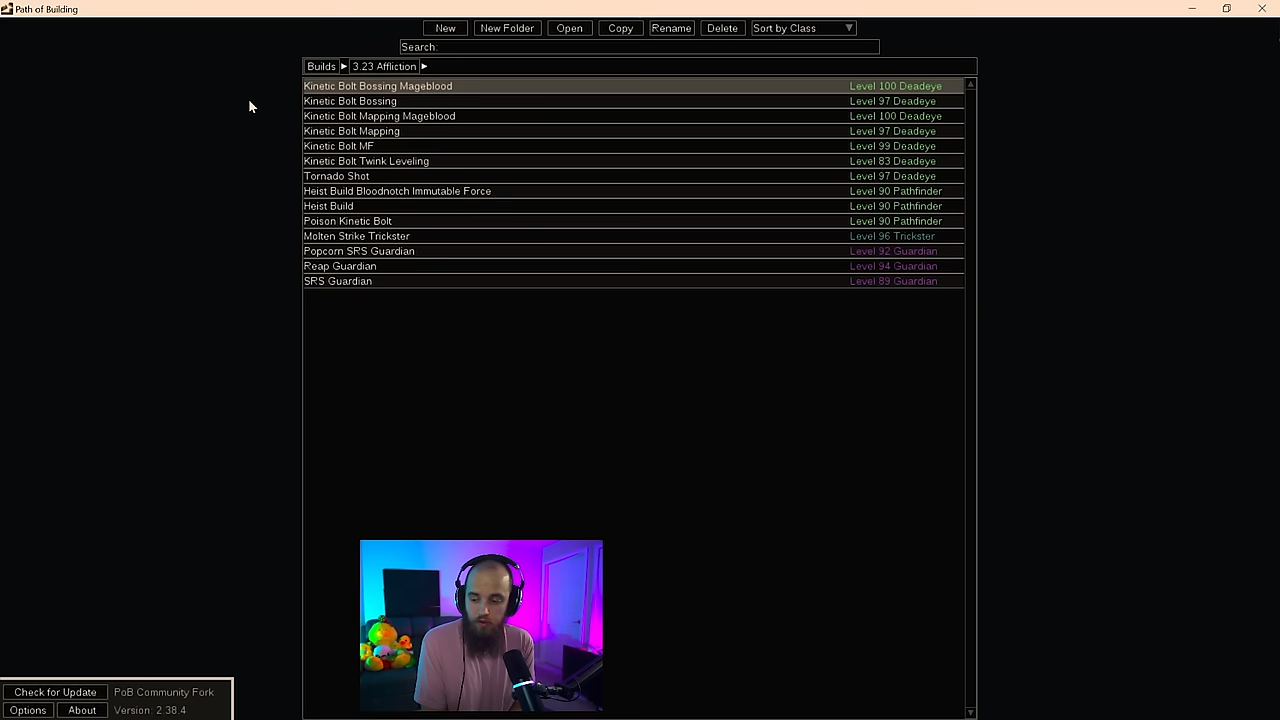 Path of Building
New New Folder Open Copy Rename Delete Sort by Class
Search:
Builds 3.23 Affliction
Kinetic Bolt Bossing Mageblood Level 100 Deadeye
Kinetic Bolt Bossing Level 97 Deadeye
Kinetic Bolt Mapping Mageblood Level 100 Deadeye
Kinetic Bolt Mapping Level 97 Deadeye
Kinetic Bolt MF Level 99 Deadeye
Kinetic Bolt Twink Leveling Level 83 Deadeye
Tornado Shot Level 97 Deadeye
Heist Build Bloodnotch Immutable Force Level 90 Pathfinder
Heist Build Level 90 Pathfinder
Poison Kinetic Bolt Level 90 Pathfinder
Molten Strike Trickster Level 96 Trickster
Popcorn SRS Guardian Level 92 Guardian
Reap Guardian Level 94 Guardian
SRS Guardian Level 89 Guardian
Check for Update PoB Community Fork
Options About Version: 2.38.4